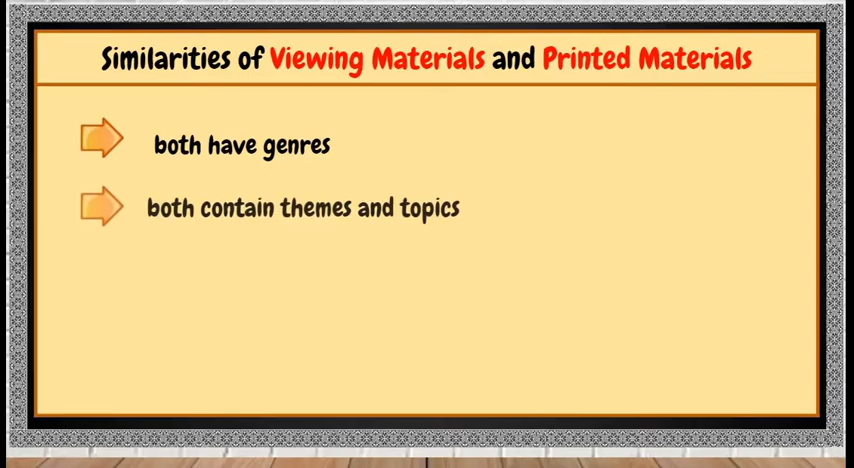 Similarities of Viewing Materials and Printed Materials
both have genres
both contain themes and topics